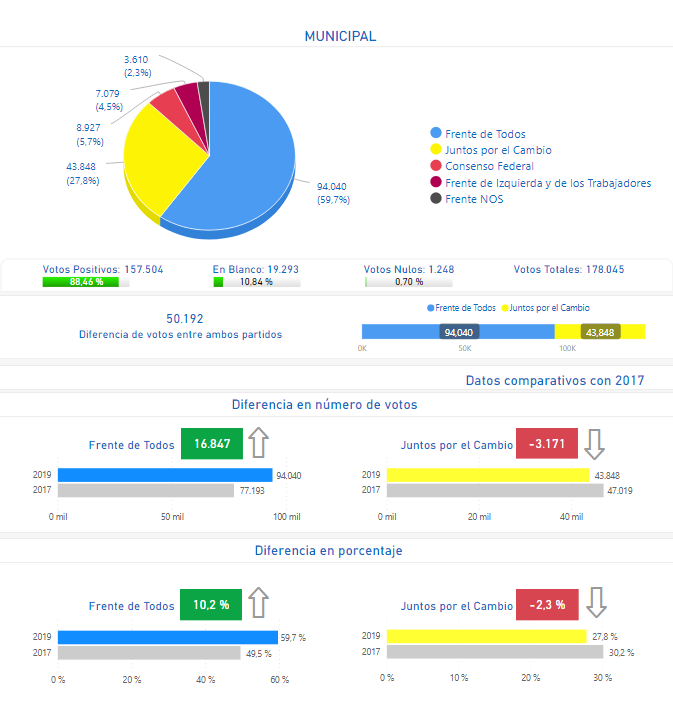 MUNICIPAL
3.610
(2,3%)
7.079
(4,5%)
8.927
(5,7%)
43.848
(27,8%)
94.040
(59,7%)
Frente de Todos
Juntos por el Cambio
Consenso Federal
Frente de Izquierda y de los Trabajadores
Frente NOS
Votos Positivos: 157.504
88,46 %
En Blanco: 19.293
10,84 %
Votos Nulos: 1.248
0,70 %
Votos Totales: 178.045
50.192
Diferencia de votos entre ambos partidos
Frente de Todos Juntos por el Cambio
94,040 43,848
0K 50K 100K
Datos comparativos con 2017
Diferencia en número de votos
Frente de Todos 16.847
2019 94.040
2017 77.193
0 mil 50 mil 100 mil
Juntos por el Cambio -3.171
2019 43.848
2017 47.019
0 mil 20 mil 40 mil
Diferencia en porcentaje
Frente de Todos 10,2 %
2019 59,7 %
2017 49,5 %
0 % 20 % 40 % 60 %
Juntos por el Cambio -2,3 %
2019 27,8 %
2017 30,2 %
0 % 10 % 20 % 30 %